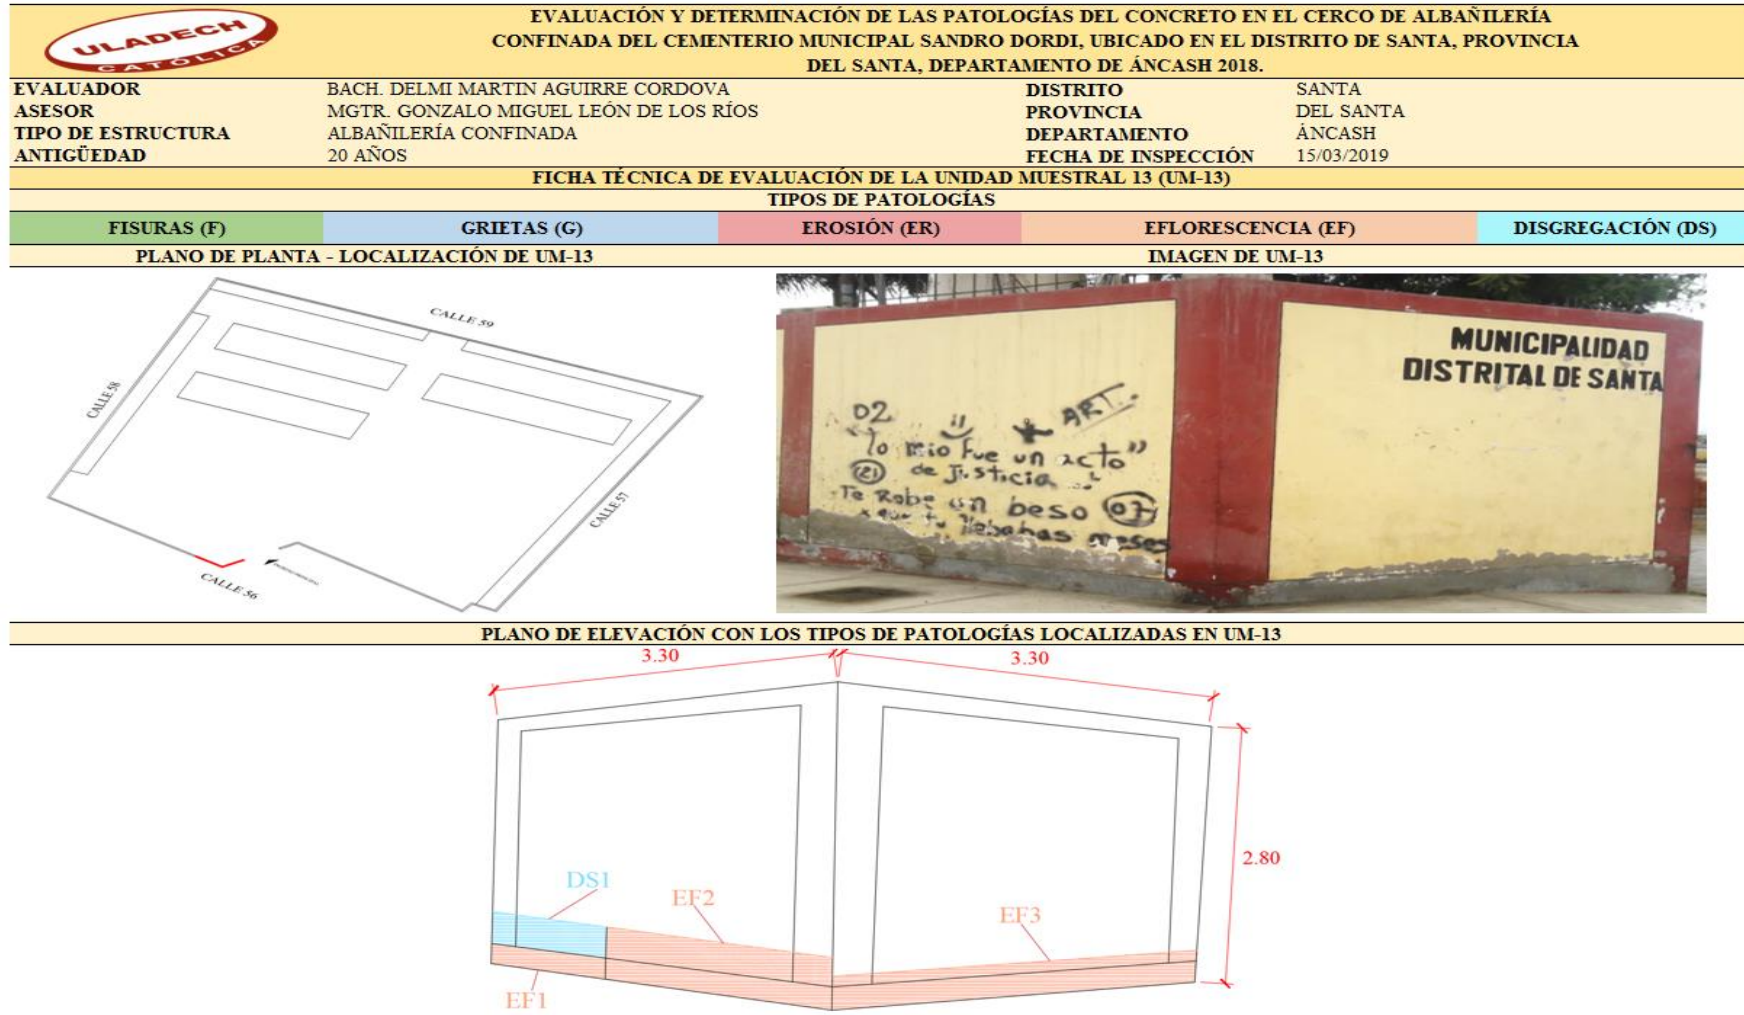 ULADECH
CATÓLICA
EVALUACIÓN Y DETERMINACIÓN DE LAS PATOLOGÍAS DEL CONCRETO EN EL CERCO DE ALBAÑILERÍA
CONFINADA DEL CEMENTERIO MUNICIPAL SANDRO DORDI, UBICADO EN EL DISTRITO DE SANTA, PROVINCIA
DEL SANTA, DEPARTAMENTO DE ÁNCASH 2018.
EVALUADOR BACH. DELMI MARTIN AGUIRRE CORDOVA DISTRITO SANTA
ASESOR MGTR. GONZALO MIGUEL LEÓN DE LOS RÍOS PROVINCIA DEL SANTA
TIPO DE ESTRUCTURA ALBAÑILERÍA CONFINADA DEPARTAMENTO ÁNCASH
ANTIGÜEDAD 20 AÑOS FECHA DE INSPECCIÓN 15/03/2019
FICHA TÉCNICA DE EVALUACIÓN DE LA UNIDAD MUESTRAL 13 (UM-13)
TIPOS DE PATOLOGÍAS
FISURAS (F) GRIETAS (G) EROSIÓN (ER) EFLORESCENCIA (EF) DISGREGACIÓN (DS)
PLANO DE PLANTA - LOCALIZACIÓN DE UM-13 IMAGEN DE UM-13
CALLE 59
CALLE 58
CALLE 57
CALLE 56
MUNICIPALIDAD
DISTRITAL DE SANTA
02 ART.
"lo mio fue un acto"
(21) de Justicia
Te Robe un beso 07
PLANO DE ELEVACIÓN CON LOS TIPOS DE PATOLOGÍAS LOCALIZADAS EN UM-13
3.30 3.30
2.80
DS1
EF2
EF3
EF1